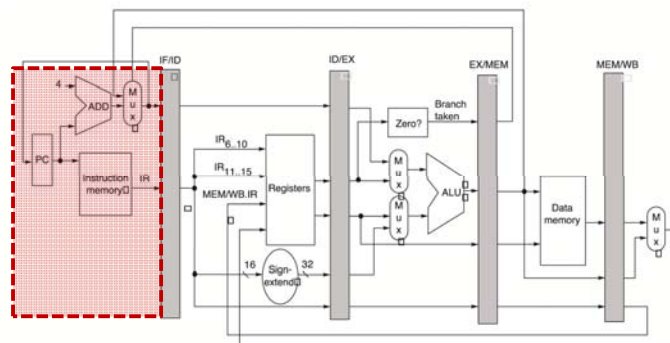 IF/ID
ID/EX
EX/MEM
MEM/WB
4
ADD
M
u
x
PC
Instruction
memory
IR
IR6..10
IR11..15
MEM/WB.IR
Registers
16
Sign-
extend
32
Zero?
Branch
taken
M
u
x
M
u
x
ALU
Data
memory
M
u
x